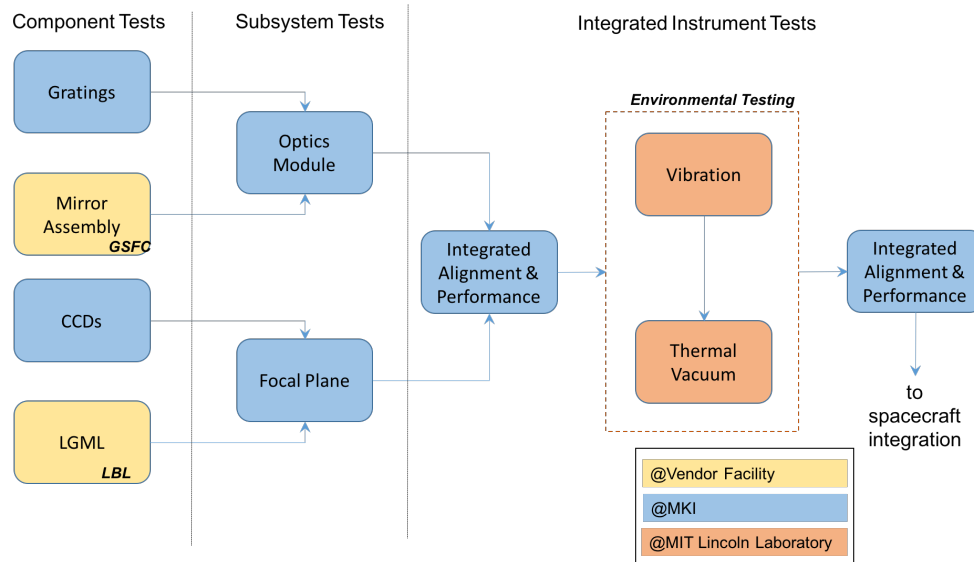 Component Tests
Subsystem Tests
Integrated Instrument Tests
Gratings
Mirror
Assembly
GSFC
CCDs
LGML
LBL
Optics
Module
Focal Plane
Integrated
Alignment &
Performance
Environmental Testing
Vibration
Thermal
Vacuum
Integrated
Alignment &
Performance
to
spacecraft
integration
@Vendor Facility
@MKI
@MIT Lincoln Laboratory